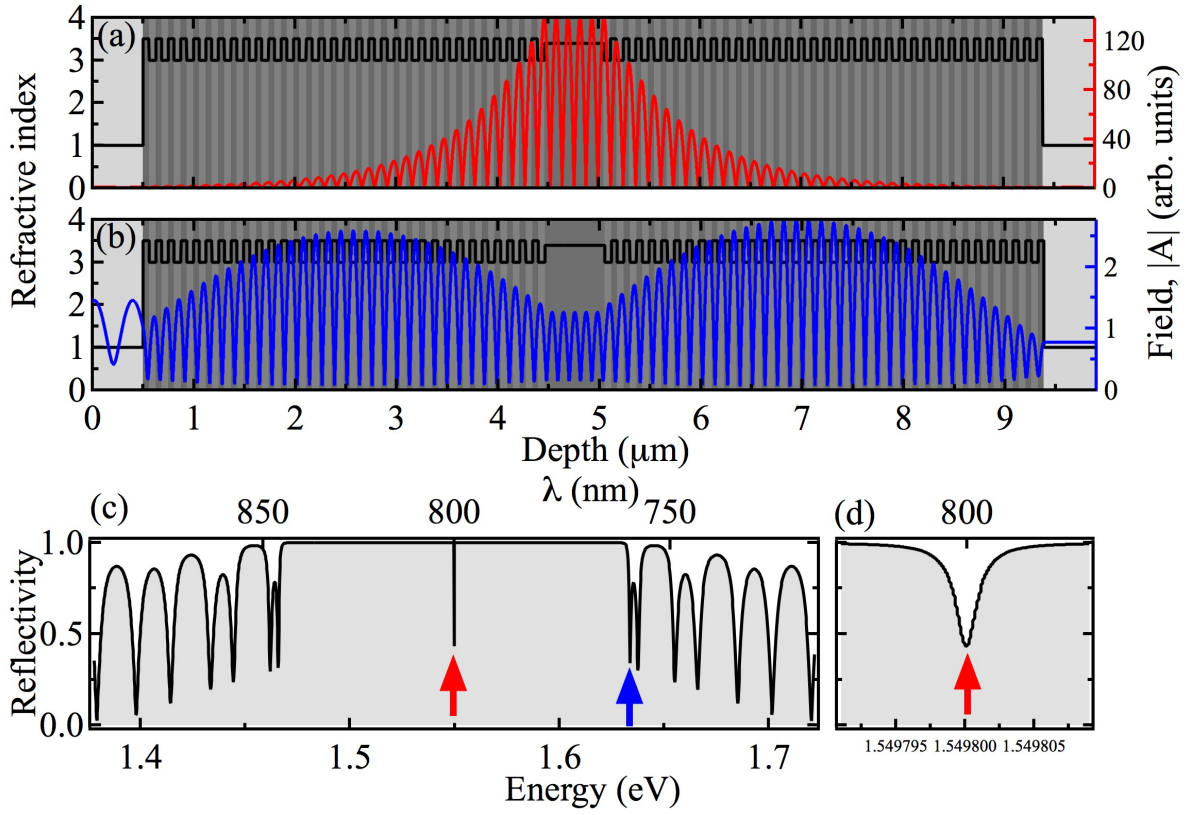 (a)
4
3
2
1
0
120
80
40
0
Refractive index
Field, |A| (arb. units)
(b)
4
3
2
1
0
2
1
0
0 1 2 3 4 5 6 7 8 9
Depth (μm)
λ (nm)
(c) 850 800 750
(d) 800
1.0
0.5
0.0
Reflectivity
1.4 1.5 1.6 1.7
1.549795 1.549800 1.549805
Energy (eV)